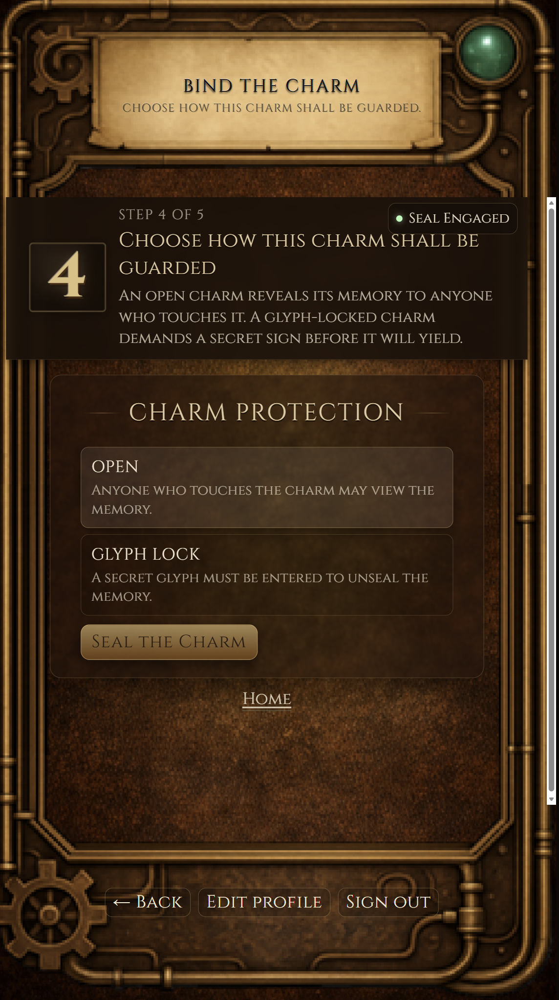 BIND THE CHARM
CHOOSE HOW THIS CHARM SHALL BE GUARDED.
STEP 4 OF 5
Seal Engaged
4
Choose how this charm shall be
guarded
An open charm reveals its memory to anyone
who touches it. A glyph-locked charm
demands a secret sign before it will yield.
CHARM PROTECTION
OPEN
Anyone who touches the charm may view the
memory.
GLYPH LOCK
A secret glyph must be entered to unseal the
memory.
Seal the Charm
Home
← Back
Edit profile
Sign out